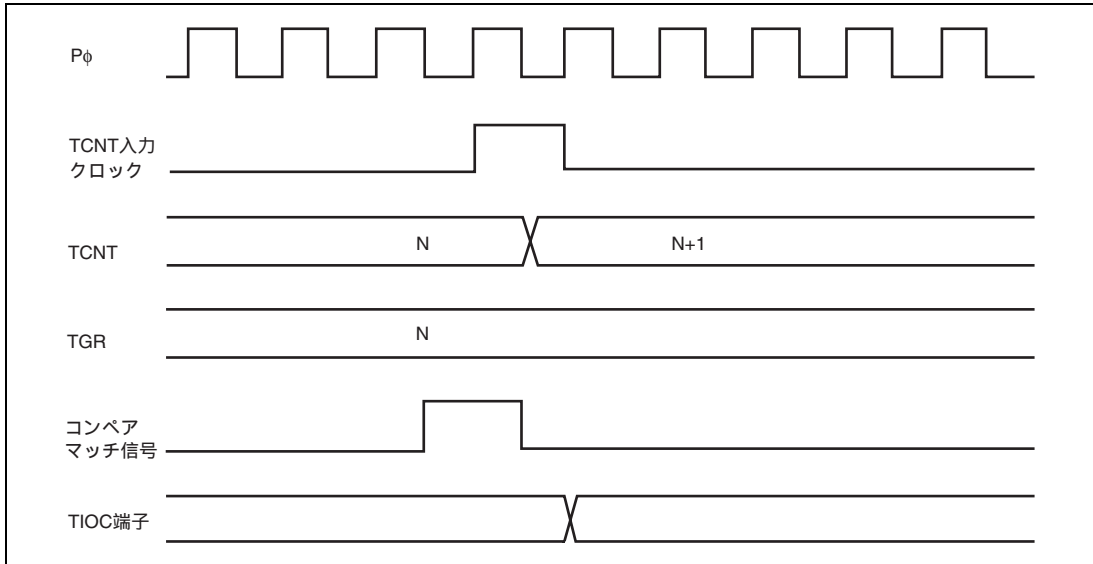 Pφ
TCNT入力
クロック
TCNT
N
N+1
TGR
N
コンペア
マッチ信号
TIOC端子